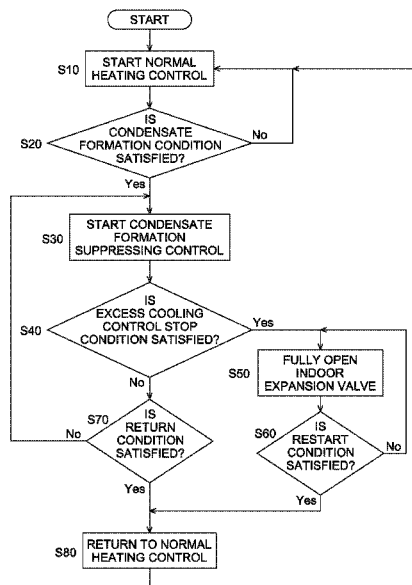 START
S10
START NORMAL
HEATING CONTROL
S20
IS
CONDENSATE
FORMATION CONDITION
SATISFIED?
No
Yes
S30
START CONDENSATE
FORMATION
SUPPRESSING CONTROL
S40
IS
EXCESS COOLING
CONTROL STOP
CONDITION SATISFIED?
Yes
No
S50
FULLY OPEN
INDOOR
EXPANSION VALVE
S70
IS
RETURN
CONDITION
SATISFIED?
No
Yes
S60
IS
RESTART
CONDITION
SATISFIED?
No
Yes
S80
RETURN TO NORMAL
HEATING CONTROL